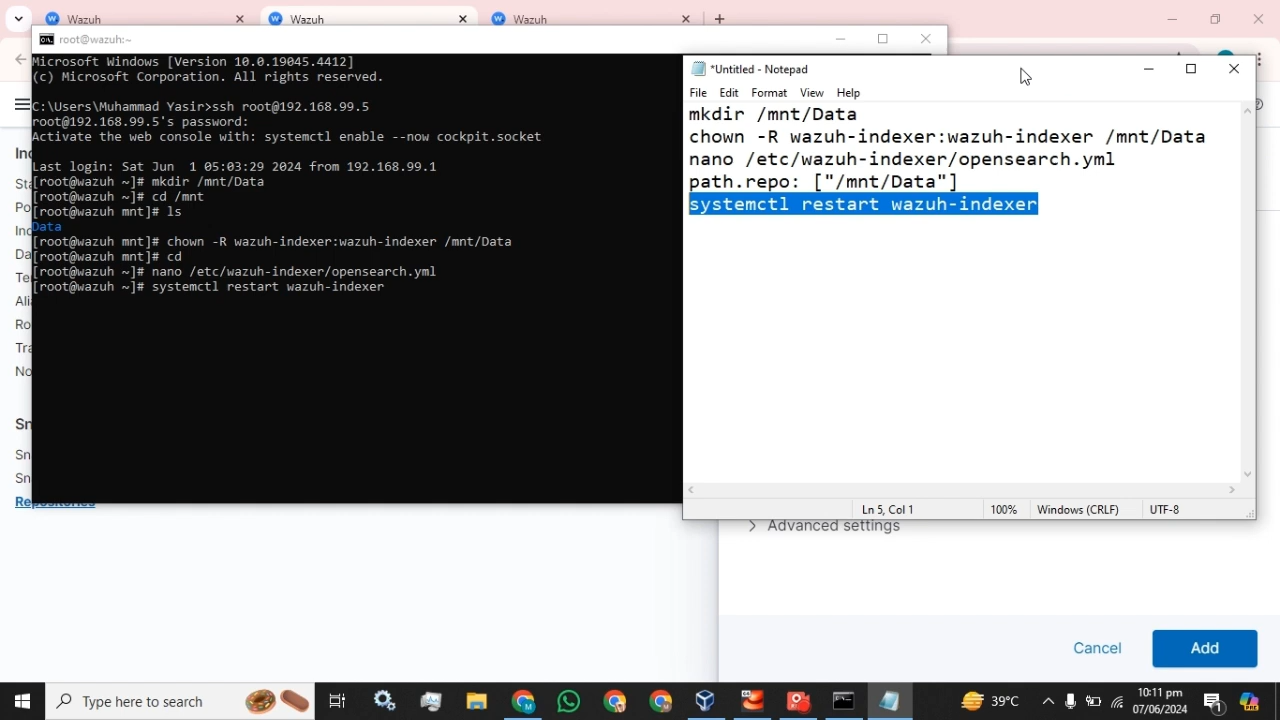 Wazuh
Wazuh
Wazuh
root@wazuh:~
Microsoft Windows [Version 10.0.19045.4412]
(c) Microsoft Corporation. All rights reserved.
C:\Users\Muhammad Yasir>ssh root@192.168.99.5
root@192.168.99.5's password:
Activate the web console with: systemctl enable --now cockpit.socket
Last login: Sat Jun  1 05:03:29 2024 from 192.168.99.1
[root@wazuh ~]# mkdir /mnt/Data
[root@wazuh ~]# cd /mnt
[root@wazuh mnt]# ls
Data
[root@wazuh mnt]# chown -R wazuh-indexer:wazuh-indexer /mnt/Data
[root@wazuh mnt]# cd
[root@wazuh ~]# nano /etc/wazuh-indexer/opensearch.yml
[root@wazuh ~]# systemctl restart wazuh-indexer
*Untitled - Notepad
File Edit Format View Help
mkdir /mnt/Data
chown -R wazuh-indexer:wazuh-indexer /mnt/Data
nano /etc/wazuh-indexer/opensearch.yml
path.repo: ["/mnt/Data"]
systemctl restart wazuh-indexer
Ln 5, Col 1 100% Windows (CRLF) UTF-8
Repositories
Advanced settings
Cancel Add
Type here to search
39°C
10:11 pm
07/06/2024